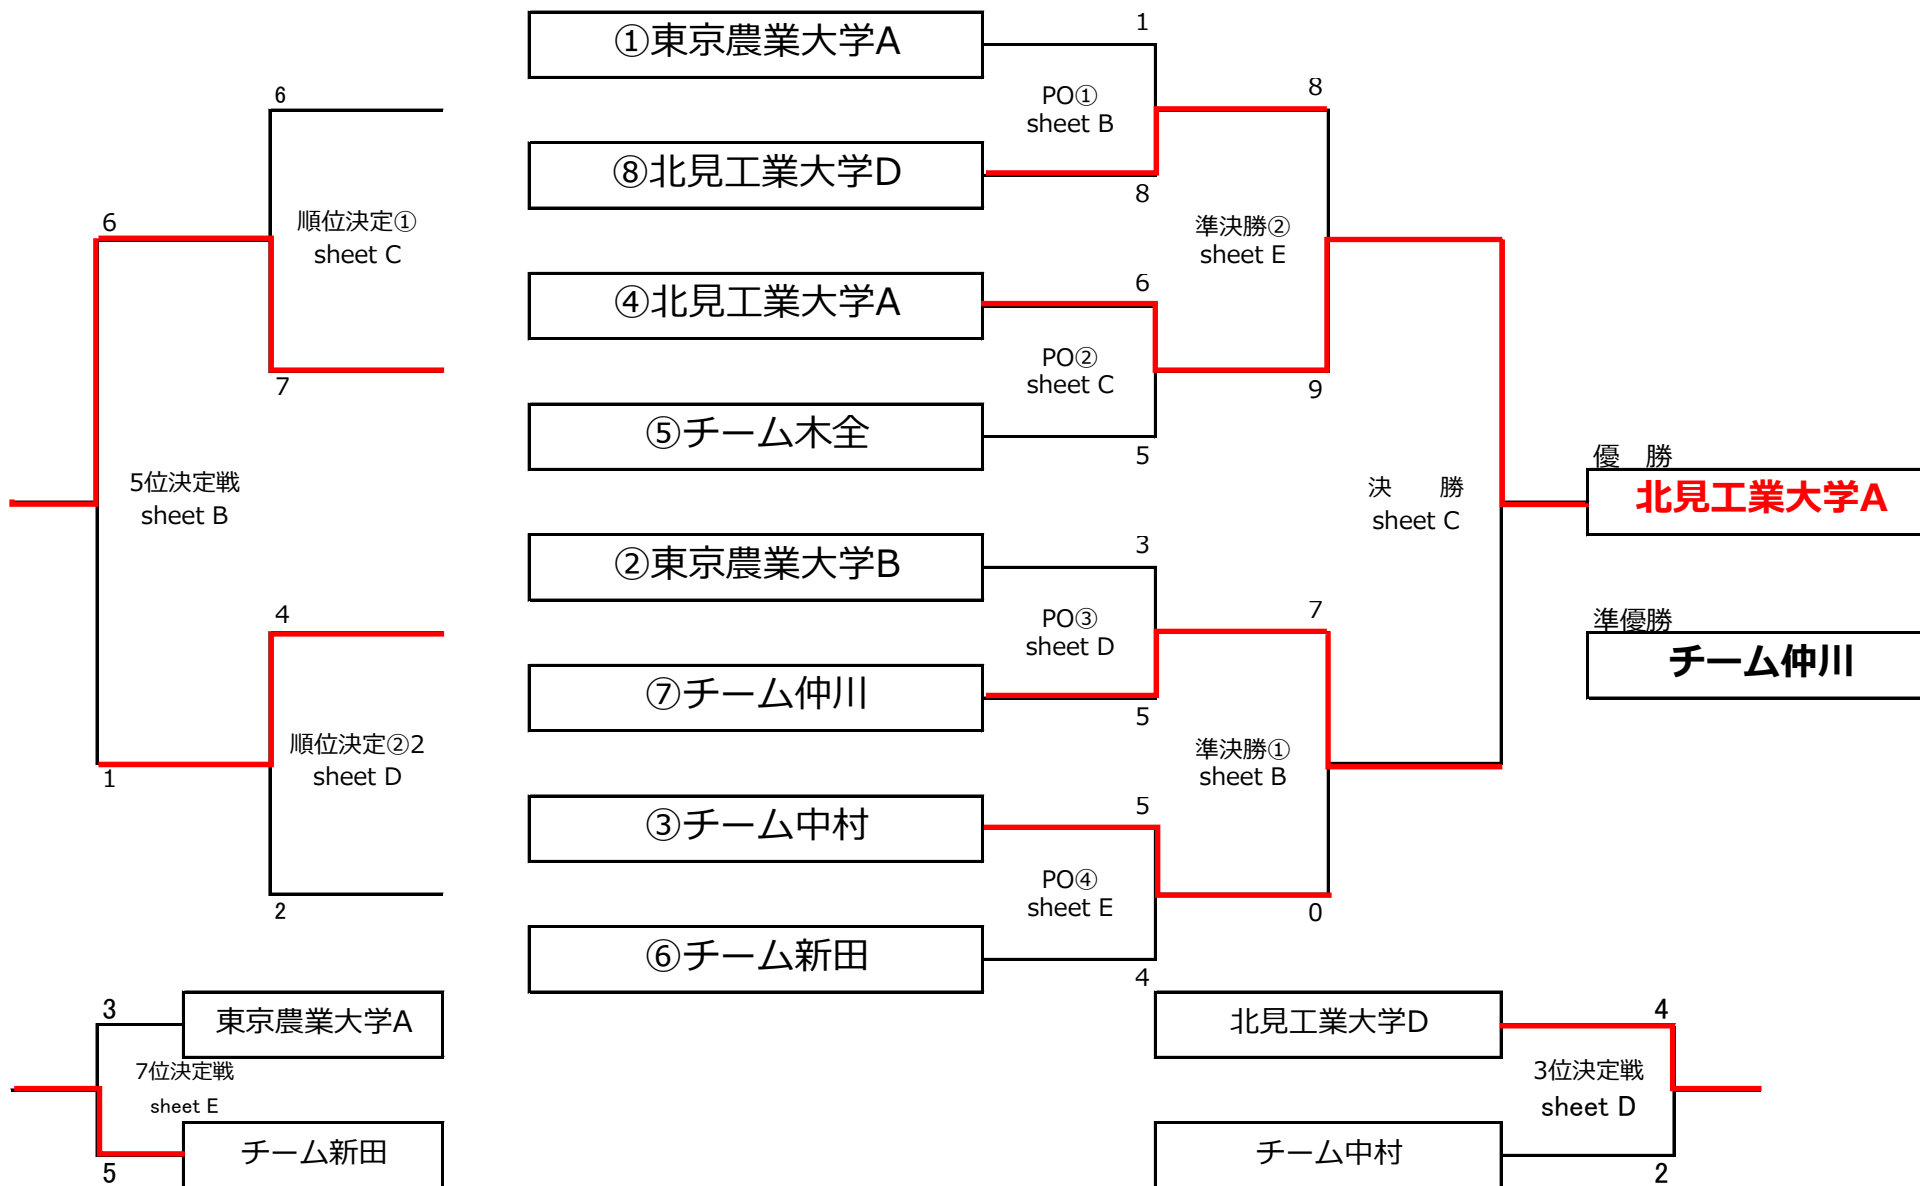 ①東京農業大学A
1
PO①
sheet B
⑧北見工業大学D
8
④北見工業大学A
6
PO②
sheet C
⑤チーム木全
5
②東京農業大学B
3
PO③
sheet D
⑦チーム仲川
5
③チーム中村
5
PO④
sheet E
⑥チーム新田
4
8
準決勝②
sheet E
9
7
準決勝①
sheet B
0
決　勝
sheet C
優　勝
北見工業大学A
準優勝
チーム仲川
6
順位決定①
sheet C
7
6
5位決定戦
sheet B
1
4
順位決定②2
sheet D
2
3
東京農業大学A
7位決定戦
sheet E
チーム新田
5
北見工業大学D
4
3位決定戦
sheet D
チーム中村
2